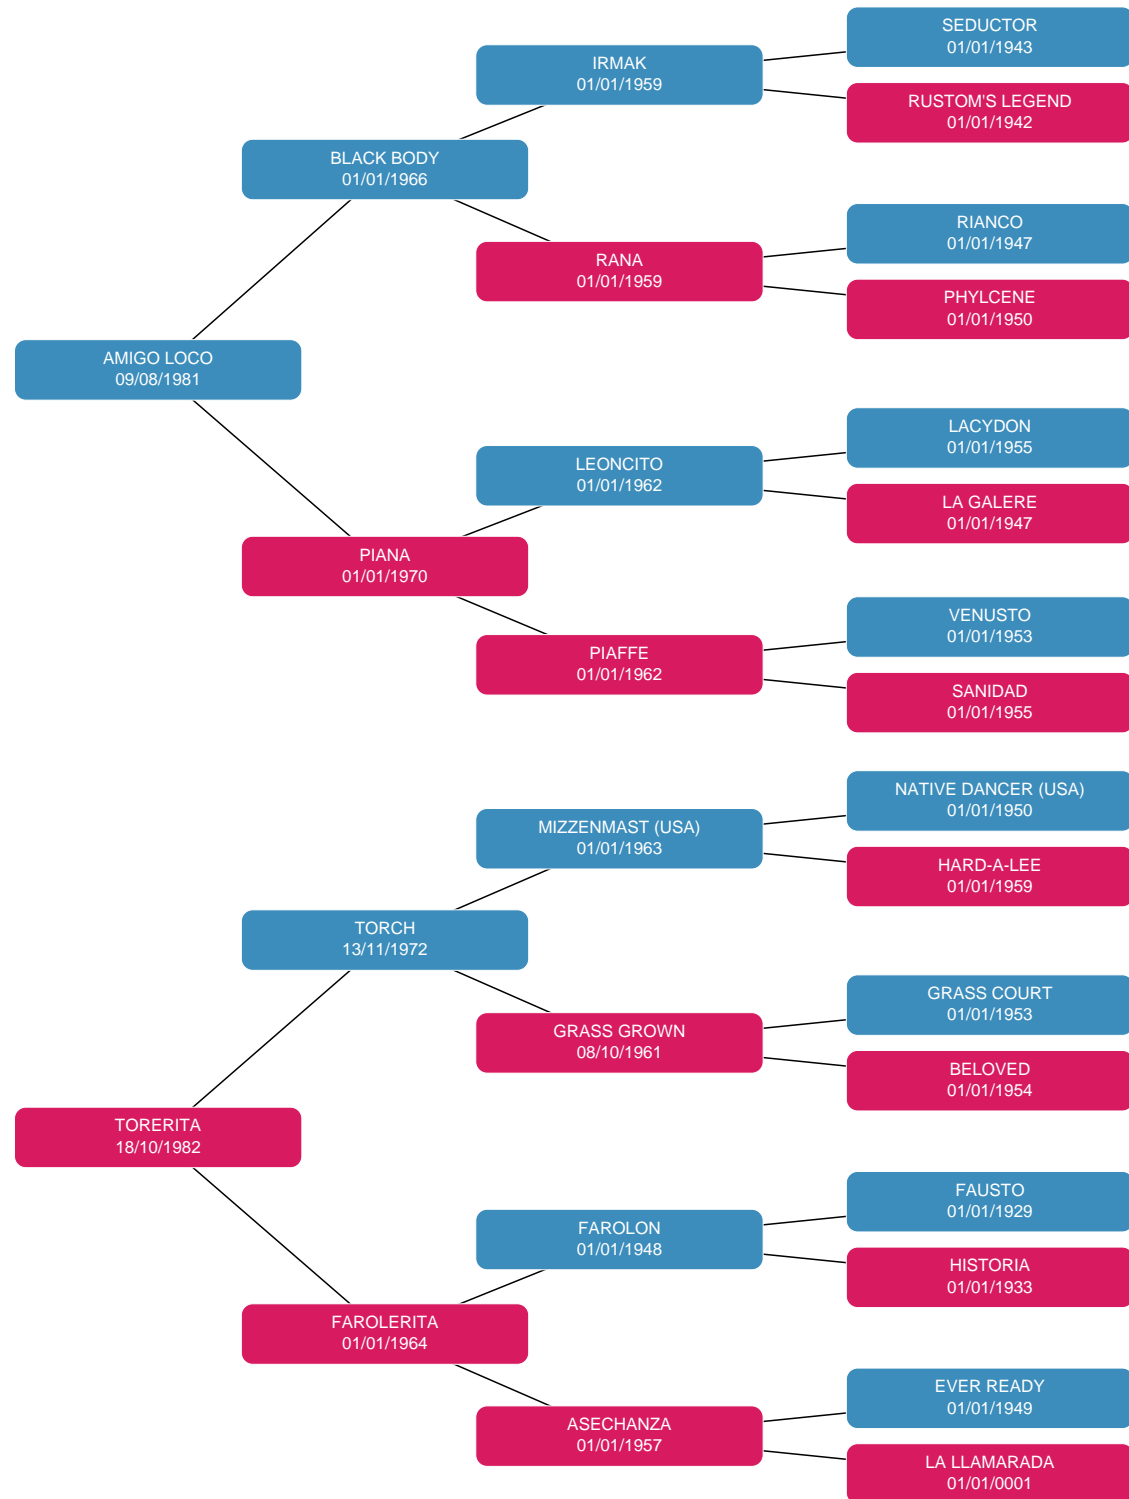 SEDUCTOR
01/01/1943
IRMAK
01/01/1959
RUSTOM'S LEGEND
01/01/1942
BLACK BODY
01/01/1966
RIANCO
01/01/1947
RANA
01/01/1959
PHYLCENE
01/01/1950
AMIGO LOCO
09/08/1981
LACYDON
01/01/1955
LEONCITO
01/01/1962
LA GALERE
01/01/1947
PIANA
01/01/1970
VENUSTO
01/01/1953
PIAFFE
01/01/1962
SANIDAD
01/01/1955
NATIVE DANCER (USA)
01/01/1950
MIZZENMAST (USA)
01/01/1963
HARD-A-LEE
01/01/1959
TORCH
13/11/1972
GRASS COURT
01/01/1953
GRASS GROWN
08/10/1961
BELOVED
01/01/1954
TORERITA
18/10/1982
FAUSTO
01/01/1929
FAROLON
01/01/1948
HISTORIA
01/01/1933
FAROLERITA
01/01/1964
EVER READY
01/01/1949
ASECHANZA
01/01/1957
LA LLAMARADA
01/01/0001